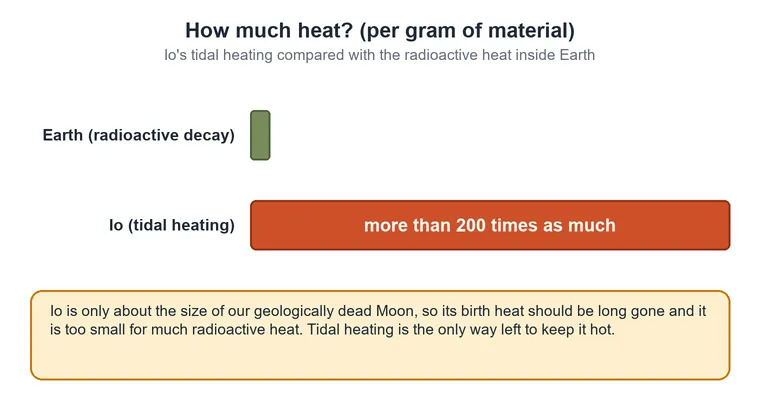 How much heat? (per gram of material)
Io's tidal heating compared with the radioactive heat inside Earth
Earth (radioactive decay)
Io (tidal heating)
more than 200 times as much
Io is only about the size of our geologically dead Moon, so its birth heat should be long gone and it
is too small for much radioactive heat. Tidal heating is the only way left to keep it hot.